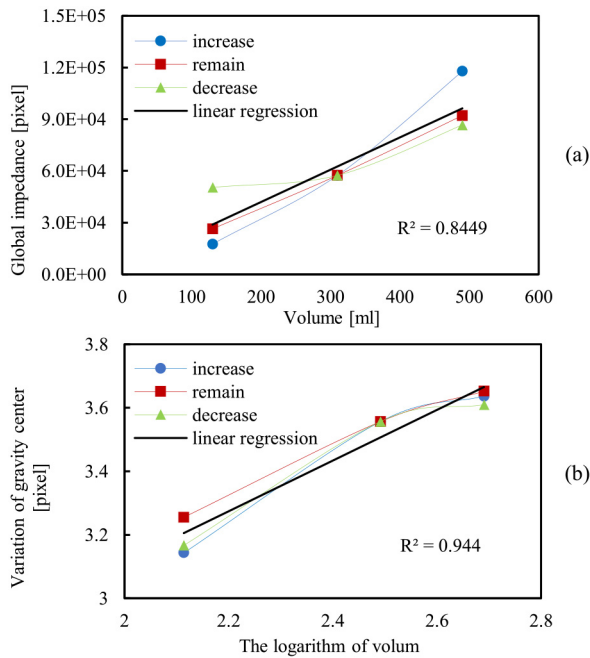 1.5E+05
1.2E+05
9.0E+04
6.0E+04
3.0E+04
0.0E+00
Global impedance [pixel]
increase
remain
decrease
linear regression
R² = 0.8449
(a)
0 100 200 300 400 500 600
Volume [ml]
3.8
3.6
3.4
3.2
3
Variation of gravity center
[pixel]
increase
remain
decrease
linear regression
R² = 0.944
(b)
2 2.2 2.4 2.6 2.8
The logarithm of volum